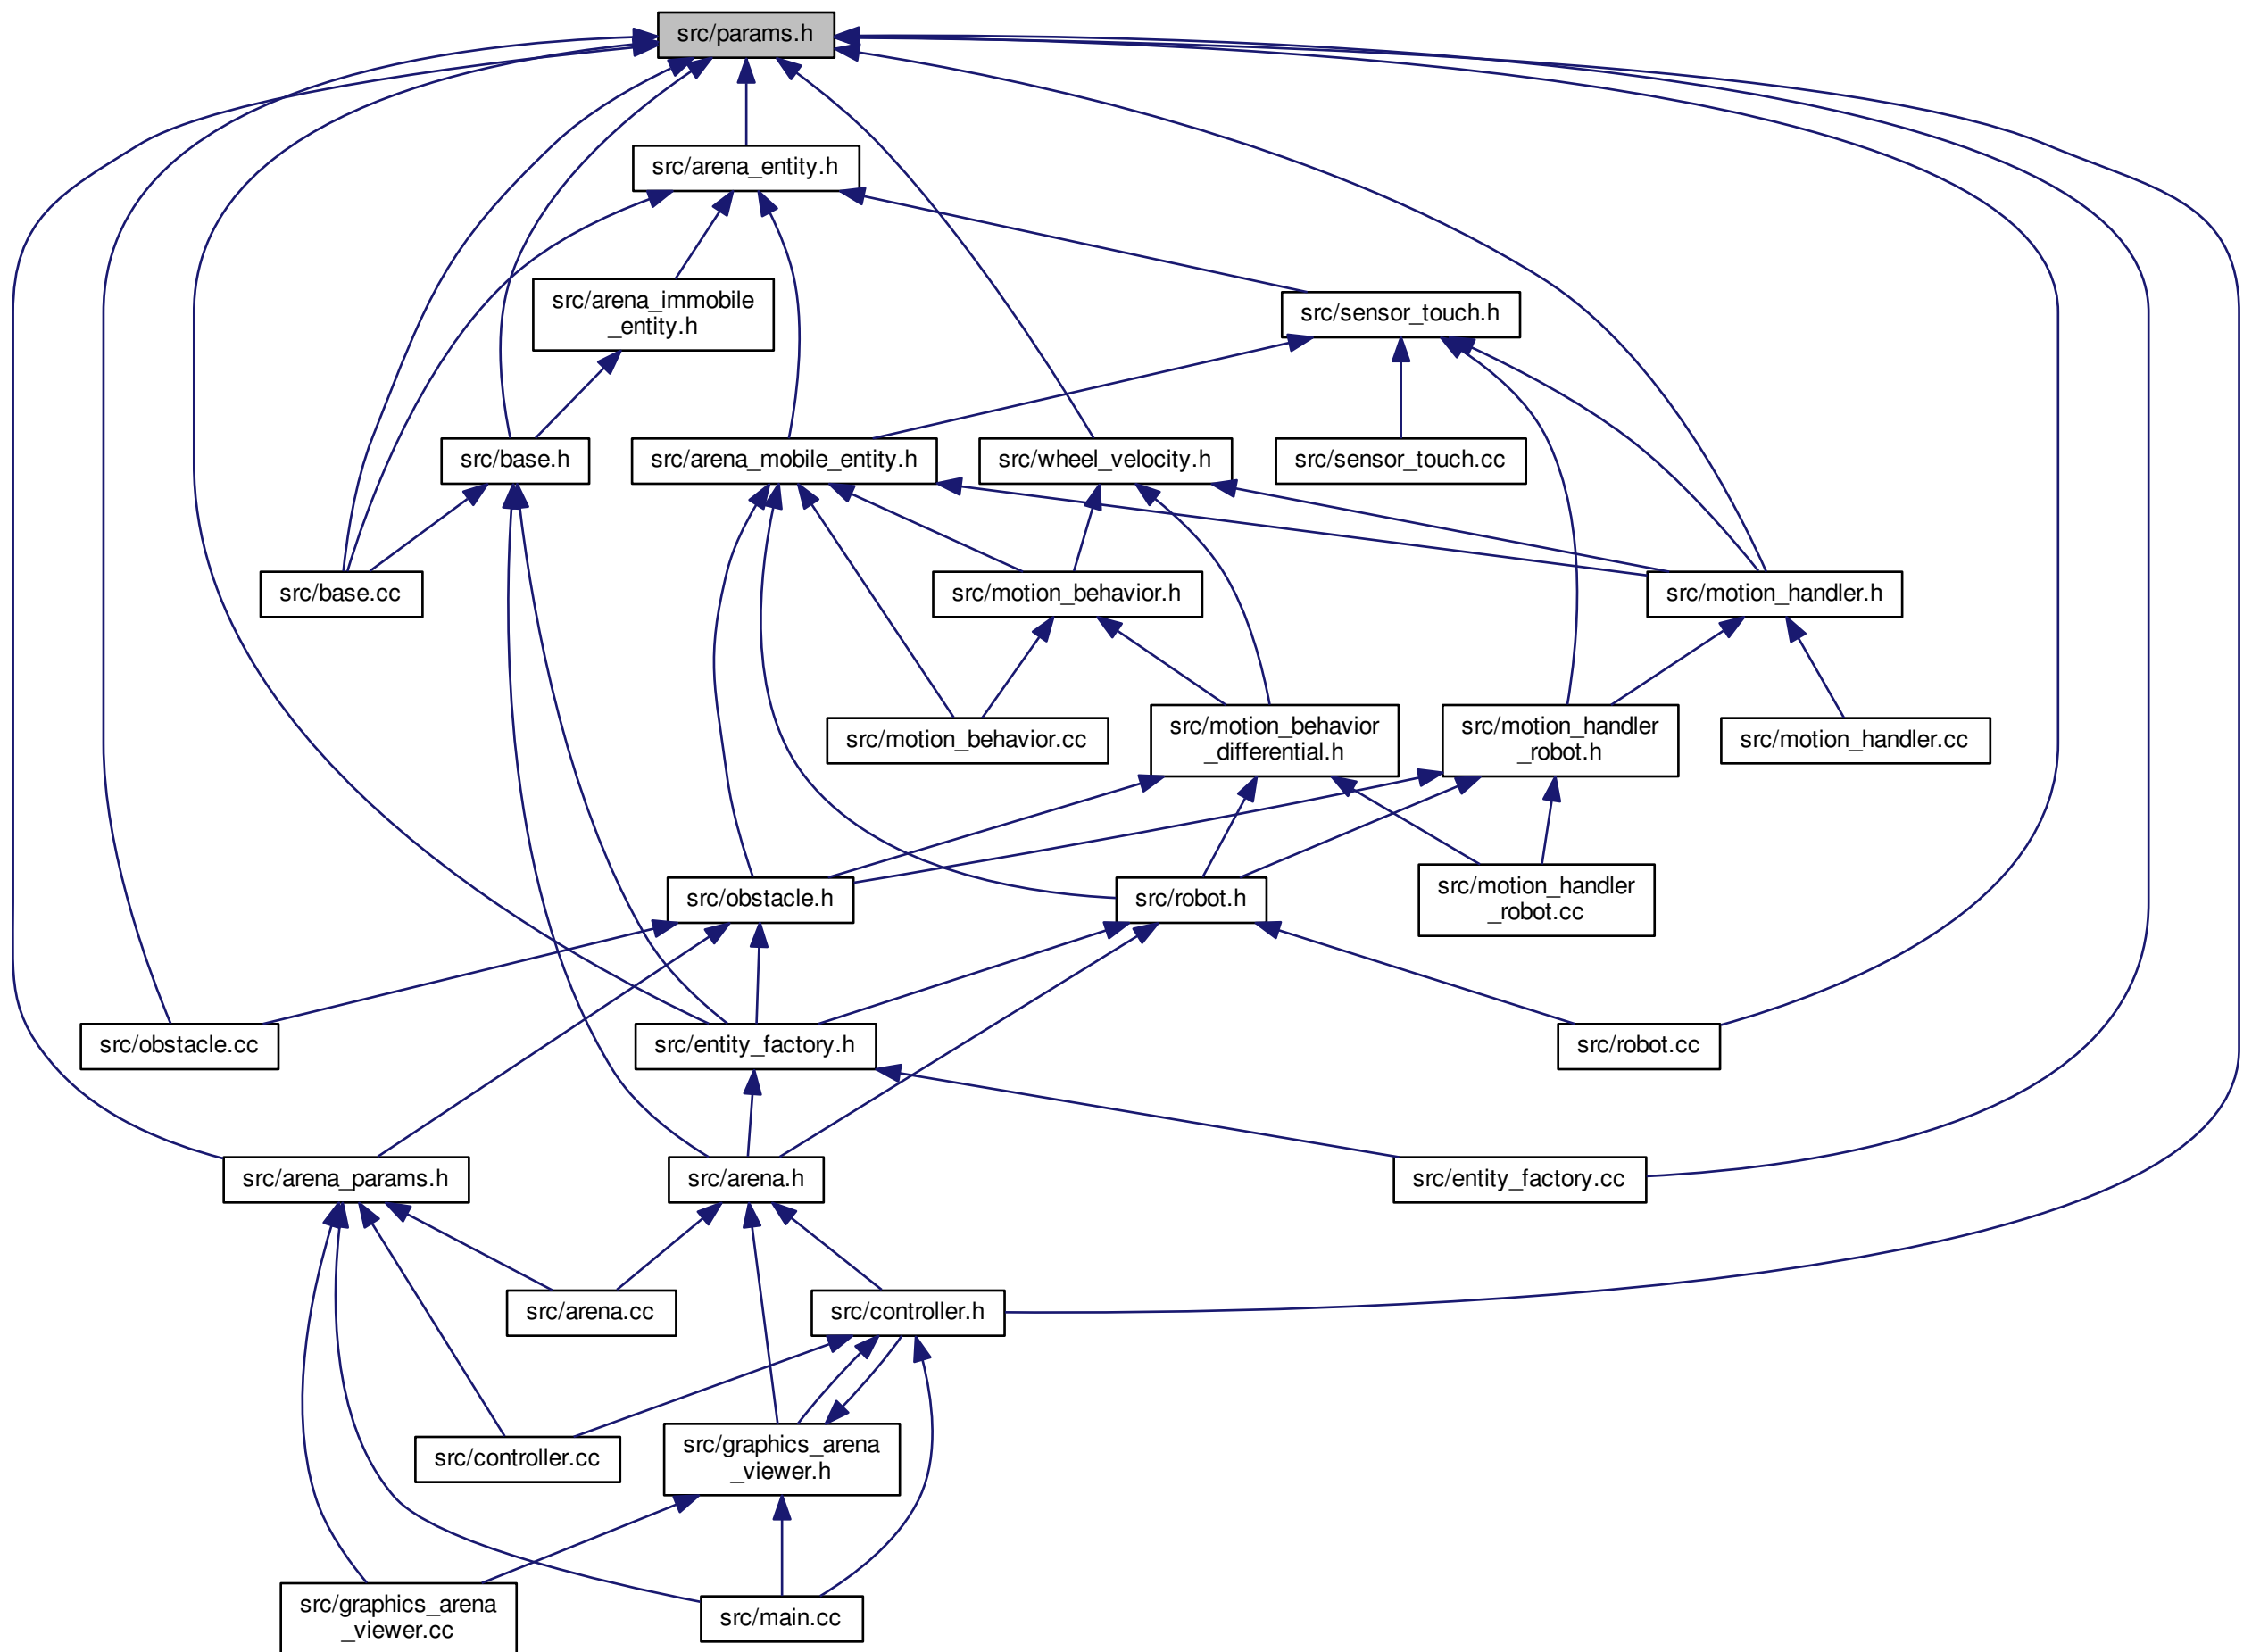 src/params.h
src/arena_entity.h
src/arena_immobile
_entity.h
src/sensor_touch.h
src/base.h
src/arena_mobile_entity.h
src/wheel_velocity.h
src/sensor_touch.cc
src/base.cc
src/motion_behavior.h
src/motion_handler.h
src/motion_behavior.cc
src/motion_behavior
_differential.h
src/motion_handler
_robot.h
src/motion_handler.cc
src/obstacle.h
src/robot.h
src/motion_handler
_robot.cc
src/obstacle.cc
src/entity_factory.h
src/robot.cc
src/arena_params.h
src/arena.h
src/entity_factory.cc
src/arena.cc
src/controller.h
src/controller.cc
src/graphics_arena
_viewer.h
src/graphics_arena
_viewer.cc
src/main.cc